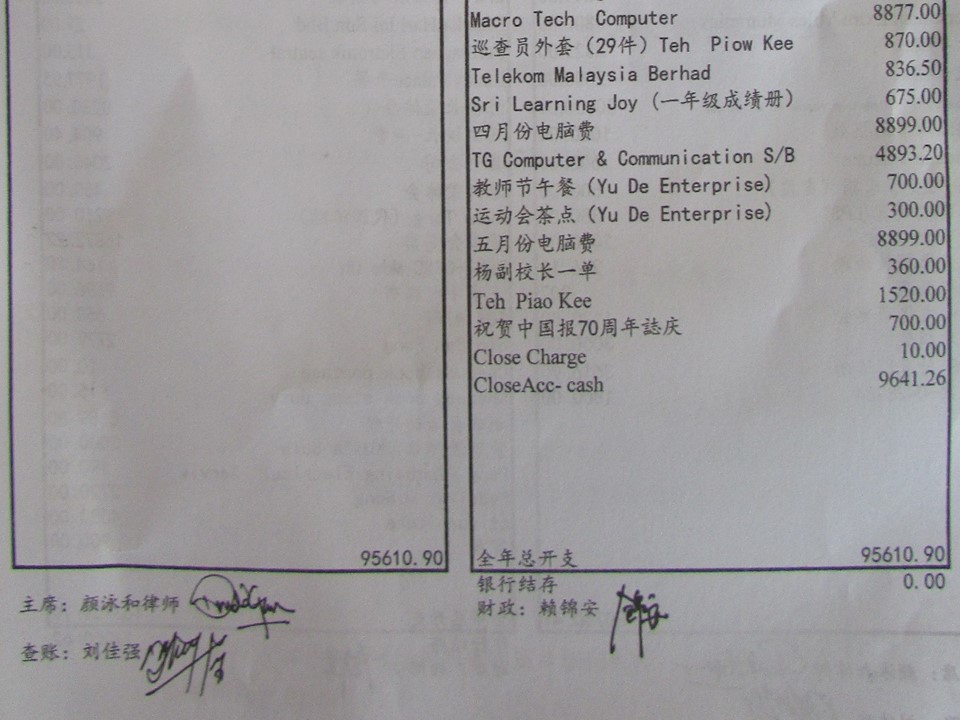 Macro Tech Computer 8877.00
巡查员外套（29件）Teh Piow Kee 870.00
Telekom Malaysia Berhad 836.50
Sri Learning Joy (一年级成绩册) 675.00
四月份电脑费 8899.00
TG Computer & Communication S/B 4893.20
教师节午餐 (Yu De Enterprise) 700.00
运动会茶点 (Yu De Enterprise) 300.00
五月份电脑费 8899.00
杨副校长一单 360.00
Teh Piao Kee 1520.00
祝贺中国报70周年誌庆 700.00
Close Charge 10.00
CloseAcc- cash 9641.26
95610.90
全年总开支 95610.90
银行结存 0.00
主席：颜泳和律师
财政：赖锦安
查账：刘佳强